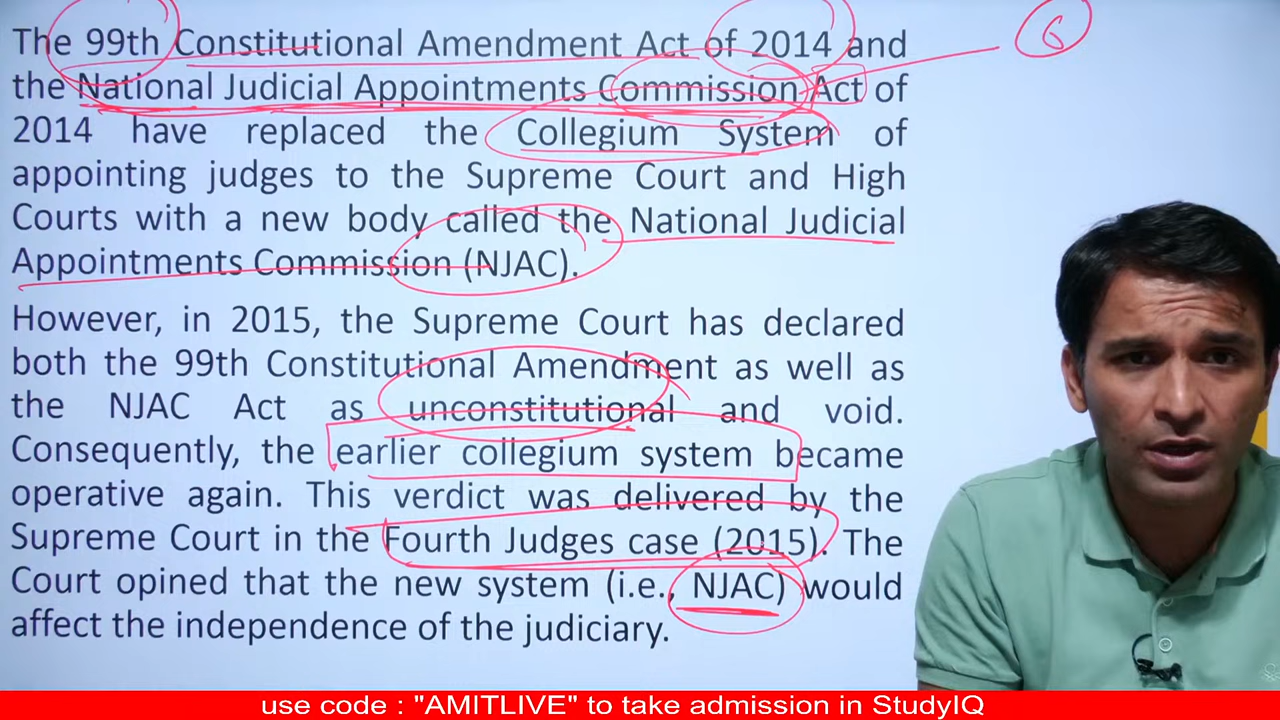 The 99th Constitutional Amendment Act of 2014 and
the National Judicial Appointments Commission Act of
2014 have replaced the Collegium System of
appointing judges to the Supreme Court and High
Courts with a new body called the National Judicial
Appointments Commission (NJAC).
However, in 2015, the Supreme Court has declared
both the 99th Constitutional Amendment as well as
the NJAC Act as unconstitutional and void.
Consequently, the earlier collegium system became
operative again. This verdict was delivered by the
Supreme Court in the Fourth Judges case (2015). The
Court opined that the new system (i.e., NJAC) would
affect the independence of the judiciary.
6
use code : "AMITLIVE" to take admission in StudyIQ